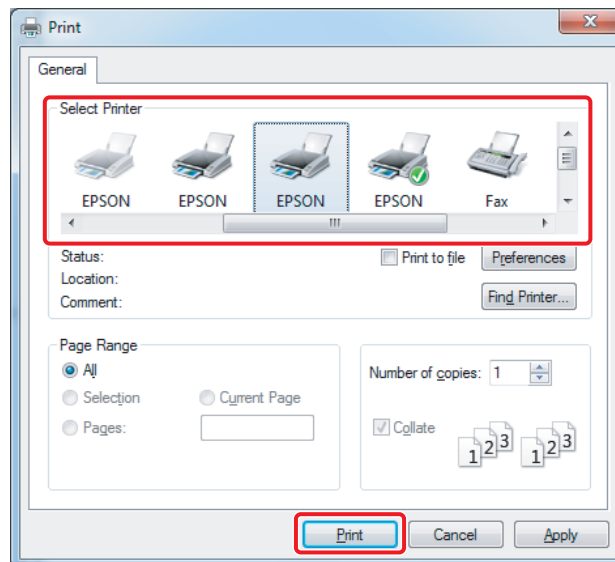 Print
General
Select Printer
EPSON EPSON EPSON EPSON Fax
Status:
Print to file Preferences
Location:
Comment:
Find Printer...
Page Range
All
Selection Current Page
Pages:
Number of copies: 1
Collate
1 2 3 1 2 3
Print Cancel Apply